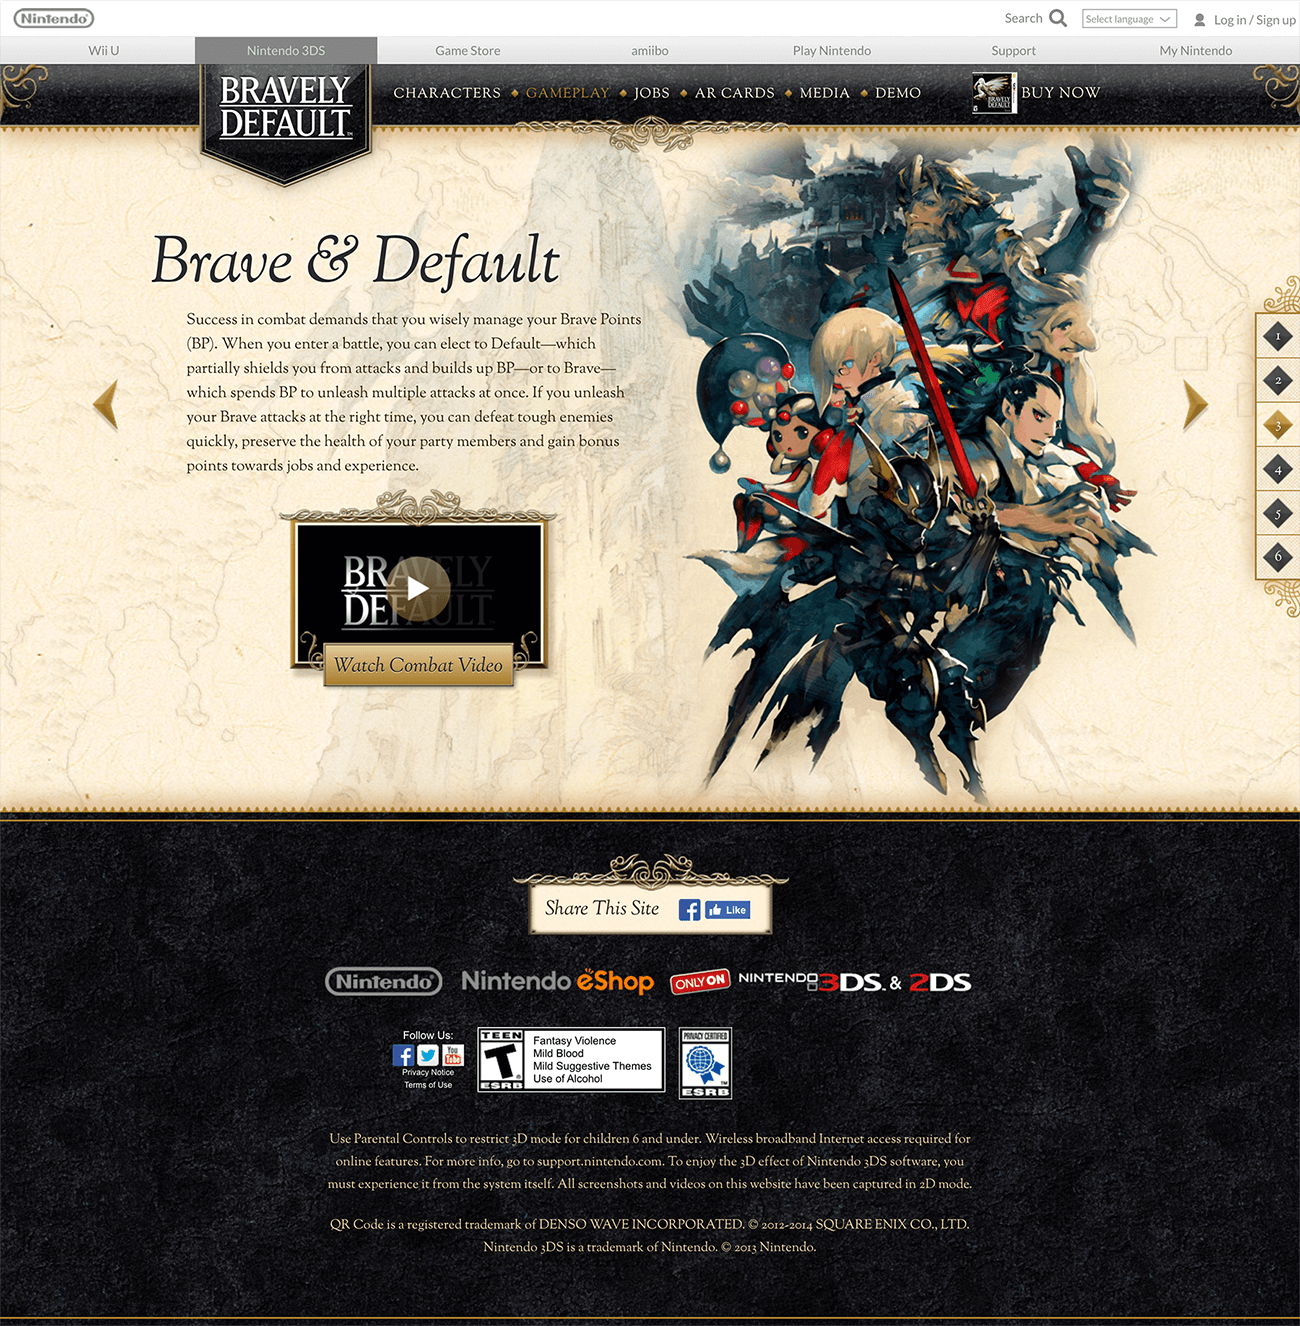 Nintendo
Search
Select language
Log in / Sign up
Wii U
Nintendo 3DS
Game Store
amiibo
Play Nintendo
Support
My Nintendo
BRAVELY
DEFAULT
CHARACTERS
GAMEPLAY
JOBS
AR CARDS
MEDIA
DEMO
BRAVELY
DEFAULT
BUY NOW
Brave & Default
Success in combat demands that you wisely manage your Brave Points
(BP). When you enter a battle, you can elect to Default—which
partially shields you from attacks and builds up BP—or to Brave—
which spends BP to unleash multiple attacks at once. If you unleash
your Brave attacks at the right time, you can defeat tough enemies
quickly, preserve the health of your party members and gain bonus
points towards jobs and experience.
1
2
3
4
5
6
BRAVELY
DEFAULT
Watch Combat Video
Share This Site
Like
Nintendo
Nintendo eShop
ONLY ON
NINTENDO 3DS™ & 2DS
Follow Us:
You
Tube
Privacy Notice
Terms of Use
TEEN
T
ESRB
Fantasy Violence
Mild Blood
Mild Suggestive Themes
Use of Alcohol
PRIVACY CERTIFIED
ESRB
Use Parental Controls to restrict 3D mode for children 6 and under. Wireless broadband Internet access required for
online features. For more info, go to support.nintendo.com. To enjoy the 3D effect of Nintendo 3DS software, you
must experience it from the system itself. All screenshots and videos on this website have been captured in 2D mode.
QR Code is a registered trademark of DENSO WAVE INCORPORATED. © 2012-2014 SQUARE ENIX CO., LTD.
Nintendo 3DS is a trademark of Nintendo. © 2013 Nintendo.